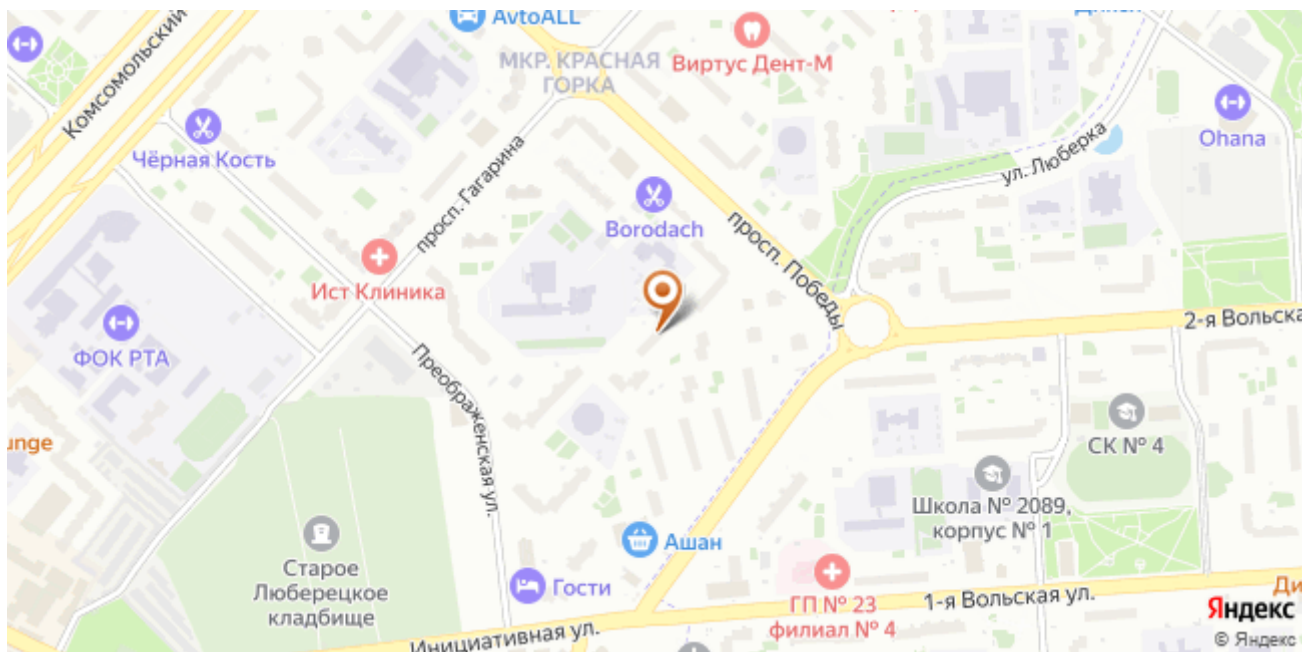 AvtoALL
Комсомольский
МКР. КРАСНАЯ
ГОРКА
Виртус Дент-М
Чёрная Кость
Ohana
ул. Люберка
просп. Гагарина
Borodach
просп. Победы
Ист Клиника
2-я Вольска
ФОК РТА
Преображенская ул.
unge
СК № 4
Школа № 2089,
корпус № 1
Ашан
Старое
Люберецкое
кладбище
Гости
ГП № 23
филиал № 4
1-я Вольская ул.
Ди
Инициативная ул.
Яндекс
© Яндекс